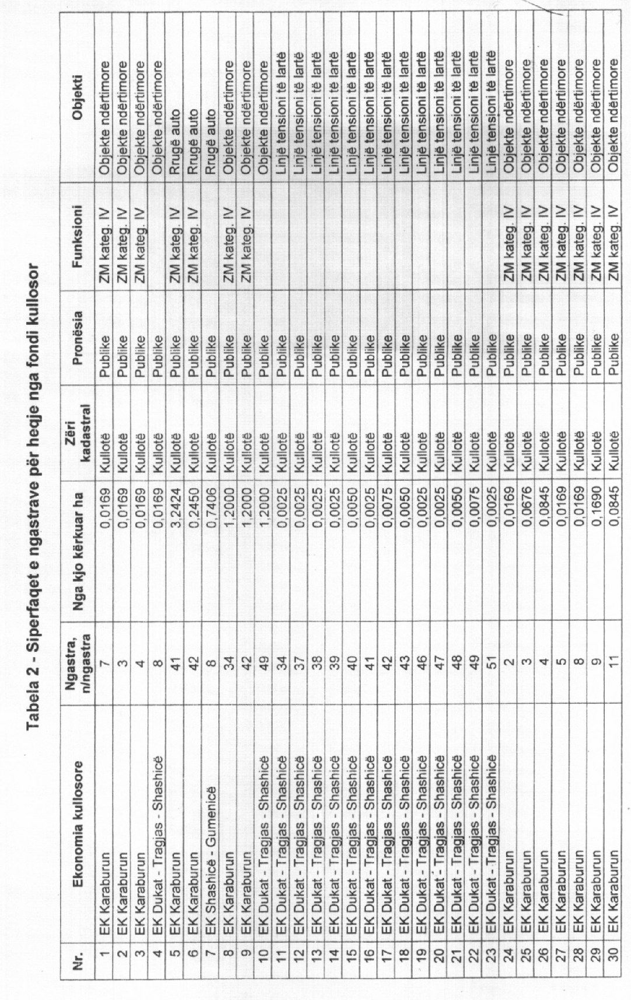 Tabela 2 - Siperfaqet e ngastrave për heqje nga fondi kullosor
Nr. Ekonomia kullosore Ngastra, n/ngastra Nga kjo kërkuar ha Zëri kadastral Pronësia Funksioni Objekti
1 EK Karaburun 7 0,0169 Kullotë Publike ZM kateg. IV Objekte ndërtimore
2 EK Karaburun 3 0,0169 Kullotë Publike ZM kateg. IV Objekte ndërtimore
3 EK Karaburun 4 0,0169 Kullotë Publike ZM kateg. IV Objekte ndërtimore
4 EK Dukat - Tragjas - Shashicë 8 0,0169 Kullotë Publike Objekte ndërtimore
5 EK Karaburun 41 3,2424 Kullotë Publike ZM kateg. IV Rrugë auto
6 EK Karaburun 42 0,2450 Kullotë Publike ZM kateg. IV Rrugë auto
7 EK Shashicë - Gumenicë 8 0,7406 Kullotë Publike Rrugë auto
8 EK Karaburun 34 1,2000 Kullotë Publike ZM kateg. IV Objekte ndërtimore
9 EK Karaburun 42 1,2000 Kullotë Publike ZM kateg. IV Objekte ndërtimore
10 EK Dukat - Tragjas - Shashicë 49 1,2000 Kullotë Publike Objekte ndërtimore
11 EK Dukat - Tragjas - Shashicë 34 0,0025 Kullotë Publike Linjë tensioni të lartë
12 EK Dukat - Tragjas - Shashicë 37 0,0025 Kullotë Publike Linjë tensioni të lartë
13 EK Dukat - Tragjas - Shashicë 38 0,0025 Kullotë Publike Linjë tensioni të lartë
14 EK Dukat - Tragjas - Shashicë 39 0,0025 Kullotë Publike Linjë tensioni të lartë
15 EK Dukat - Tragjas - Shashicë 40 0,0050 Kullotë Publike Linjë tensioni të lartë
16 EK Dukat - Tragjas - Shashicë 41 0,0025 Kullotë Publike Linjë tensioni të lartë
17 EK Dukat - Tragjas - Shashicë 42 0,0075 Kullotë Publike Linjë tensioni të lartë
18 EK Dukat - Tragjas - Shashicë 43 0,0050 Kullotë Publike Linjë tensioni të lartë
19 EK Dukat - Tragjas - Shashicë 46 0,0025 Kullotë Publike Linjë tensioni të lartë
20 EK Dukat - Tragjas - Shashicë 47 0,0025 Kullotë Publike Linjë tensioni të lartë
21 EK Dukat - Tragjas - Shashicë 48 0,0050 Kullotë Publike Linjë tensioni të lartë
22 EK Dukat - Tragjas - Shashicë 49 0,0075 Kullotë Publike Linjë tensioni të lartë
23 EK Dukat - Tragjas - Shashicë 51 0,0025 Kullotë Publike Linjë tensioni të lartë
24 EK Karaburun 2 0,0169 Kullotë Publike ZM kateg. IV Objekte ndërtimore
25 EK Karaburun 3 0,0676 Kullotë Publike ZM kateg. IV Objekte ndërtimore
26 EK Karaburun 4 0,0845 Kullotë Publike ZM kateg. IV Objekte ndërtimore
27 EK Karaburun 5 0,0169 Kullotë Publike ZM kateg. IV Objekte ndërtimore
28 EK Karaburun 8 0,0169 Kullotë Publike ZM kateg. IV Objekte ndërtimore
29 EK Karaburun 9 0,1690 Kullotë Publike ZM kateg. IV Objekte ndërtimore
30 EK Karaburun 11 0,0845 Kullotë Publike ZM kateg. IV Objekte ndërtimore